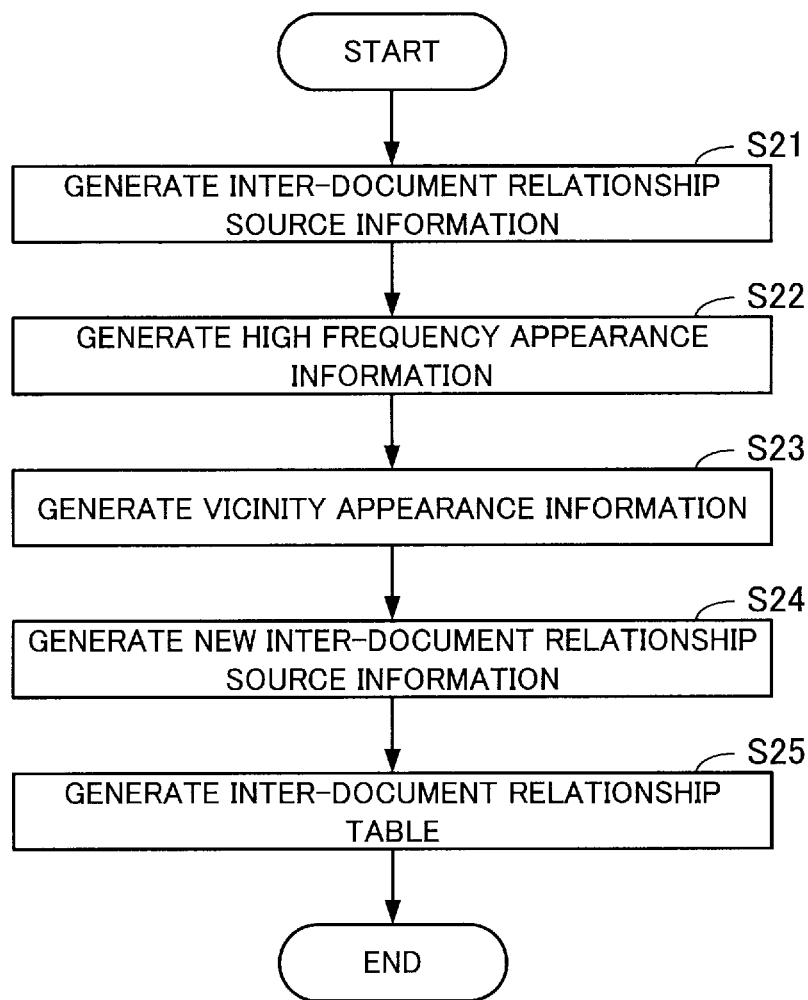 START
S21
GENERATE INTER-DOCUMENT RELATIONSHIP
SOURCE INFORMATION
S22
GENERATE HIGH FREQUENCY APPEARANCE
INFORMATION
S23
GENERATE VICINITY APPEARANCE INFORMATION
S24
GENERATE NEW INTER-DOCUMENT RELATIONSHIP
SOURCE INFORMATION
S25
GENERATE INTER-DOCUMENT RELATIONSHIP
TABLE
END